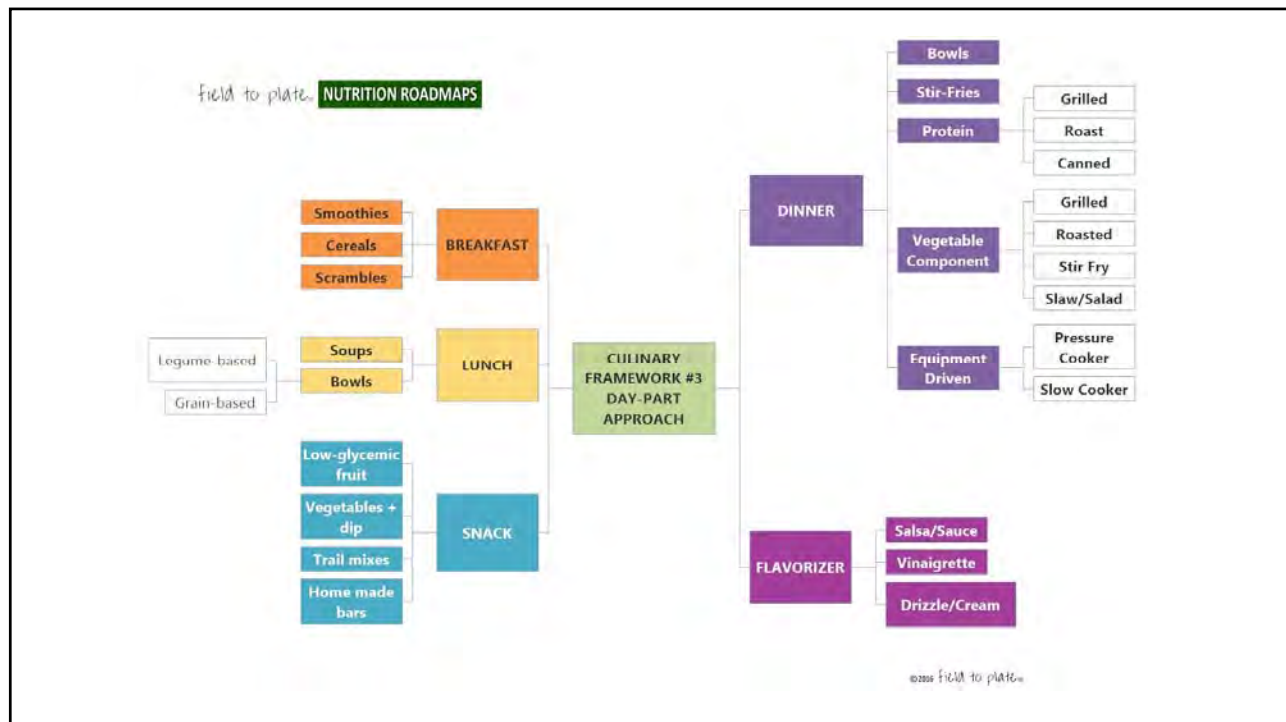 field to plate™ NUTRITION ROADMAPS
Smoothies
Cereals
Scrambles
BREAKFAST
Legume-based
Grain-based
Soups
Bowls
LUNCH
Low-glycemic
fruit
Vegetables +
dip
Trail mixes
Home made
bars
SNACK
CULINARY
FRAMEWORK #3
DAY-PART
APPROACH
DINNER
Bowls
Stir-Fries
Protein
Grilled
Roast
Canned
Vegetable
Component
Grilled
Roasted
Stir Fry
Slaw/Salad
Equipment
Driven
Pressure
Cooker
Slow Cooker
FLAVORIZER
Salsa/Sauce
Vinaigrette
Drizzle/Cream
©2016 field to plate™